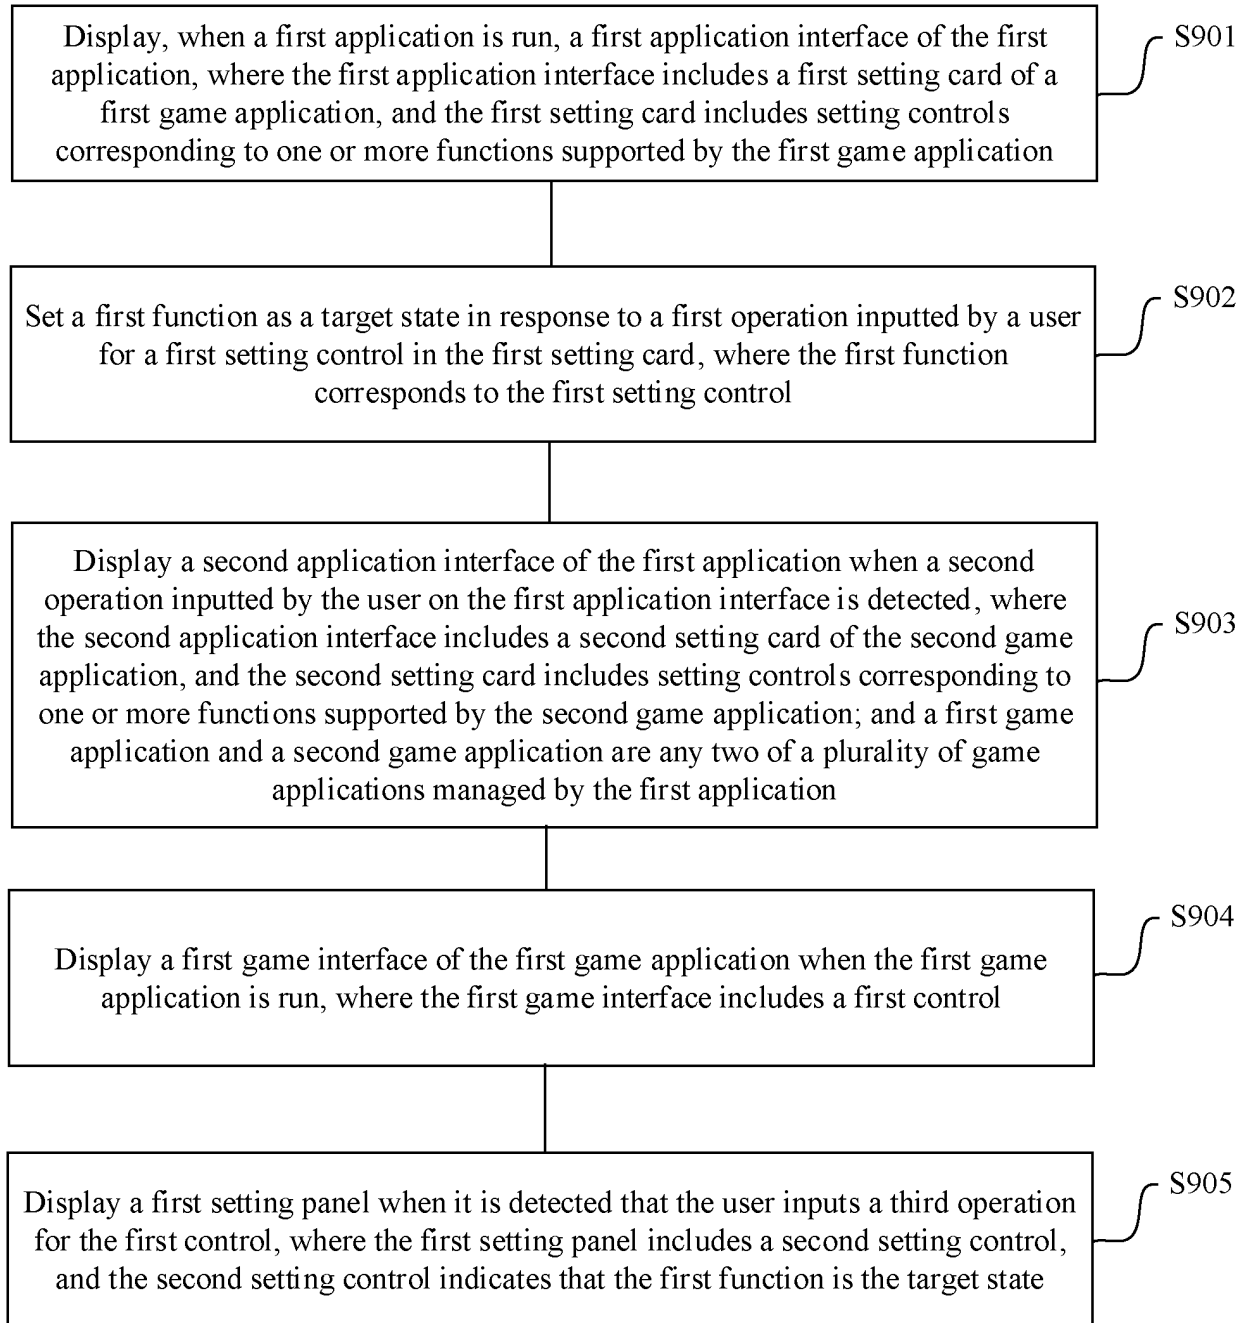 Display, when a first application is run, a first application interface of the first
application, where the first application interface includes a first setting card of a
first game application, and the first setting card includes setting controls
corresponding to one or more functions supported by the first game application
S901
Set a first function as a target state in response to a first operation inputted by a user
for a first setting control in the first setting card, where the first function
corresponds to the first setting control
S902
Display a second application interface of the first application when a second
operation inputted by the user on the first application interface is detected, where
the second application interface includes a second setting card of the second game
application, and the second setting card includes setting controls corresponding to
one or more functions supported by the second game application; and a first game
application and a second game application are any two of a plurality of game
applications managed by the first application
S903
Display a first game interface of the first game application when the first game
application is run, where the first game interface includes a first control
S904
Display a first setting panel when it is detected that the user inputs a third operation
for the first control, where the first setting panel includes a second setting control,
and the second setting control indicates that the first function is the target state
S905